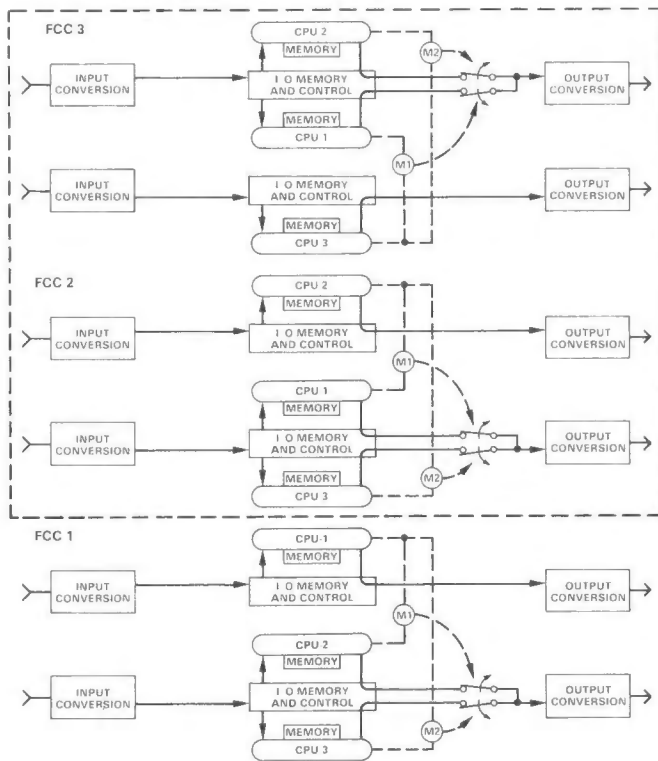 FCC 3
CPU 2
MEMORY
M2
INPUT
CONVERSION
I O MEMORY
AND CONTROL
OUTPUT
CONVERSION
MEMORY
CPU 1
M1
INPUT
CONVERSION
I O MEMORY
AND CONTROL
OUTPUT
CONVERSION
MEMORY
CPU 3
FCC 2
CPU 2
MEMORY
INPUT
CONVERSION
I O MEMORY
AND CONTROL
OUTPUT
CONVERSION
M1
CPU 1
MEMORY
INPUT
CONVERSION
I O MEMORY
AND CONTROL
OUTPUT
CONVERSION
MEMORY
M2
CPU 3
FCC 1
CPU 1
MEMORY
INPUT
CONVERSION
I O MEMORY
AND CONTROL
OUTPUT
CONVERSION
M1
CPU 2
MEMORY
INPUT
CONVERSION
I O MEMORY
AND CONTROL
OUTPUT
CONVERSION
MEMORY
M2
CPU 3